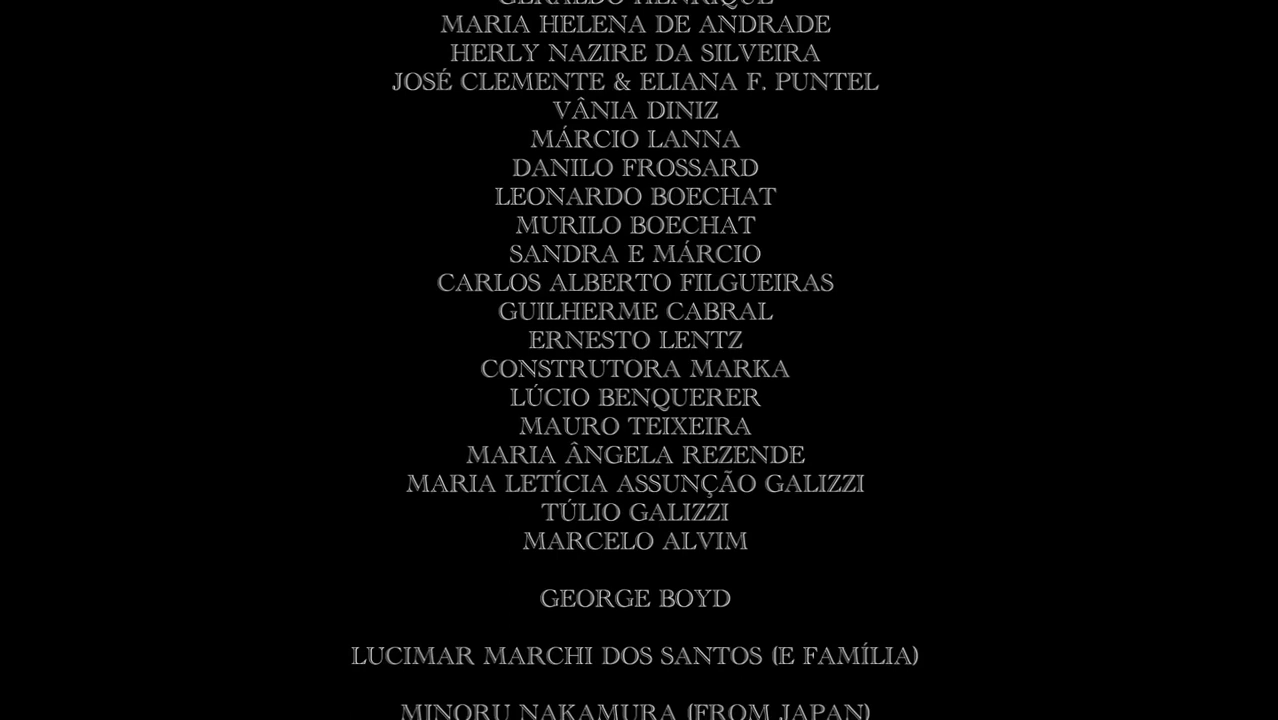 GERALDO HENRIQUE
MARIA HELENA DE ANDRADE
HERLY NAZIRE DA SILVEIRA
JOSÉ CLEMENTE & ELIANA F. PUNTEL
VÂNIA DINIZ
MÁRCIO LANNA
DANILO FROSSARD
LEONARDO BOECHAT
MURILO BOECHAT
SANDRA E MÁRCIO
CARLOS ALBERTO FILGUEIRAS
GUILHERME CABRAL
ERNESTO LENTZ
CONSTRUTORA MARKA
LÚCIO BENQUERER
MAURO TEIXEIRA
MARIA ÂNGELA REZENDE
MARIA LETÍCIA ASSUNÇÃO GALIZZI
TÚLIO GALIZZI
MARCELO ALVIM
GEORGE BOYD
LUCIMAR MARCHI DOS SANTOS (E FAMÍLIA)
MINORU NAKAMURA (FROM JAPAN)